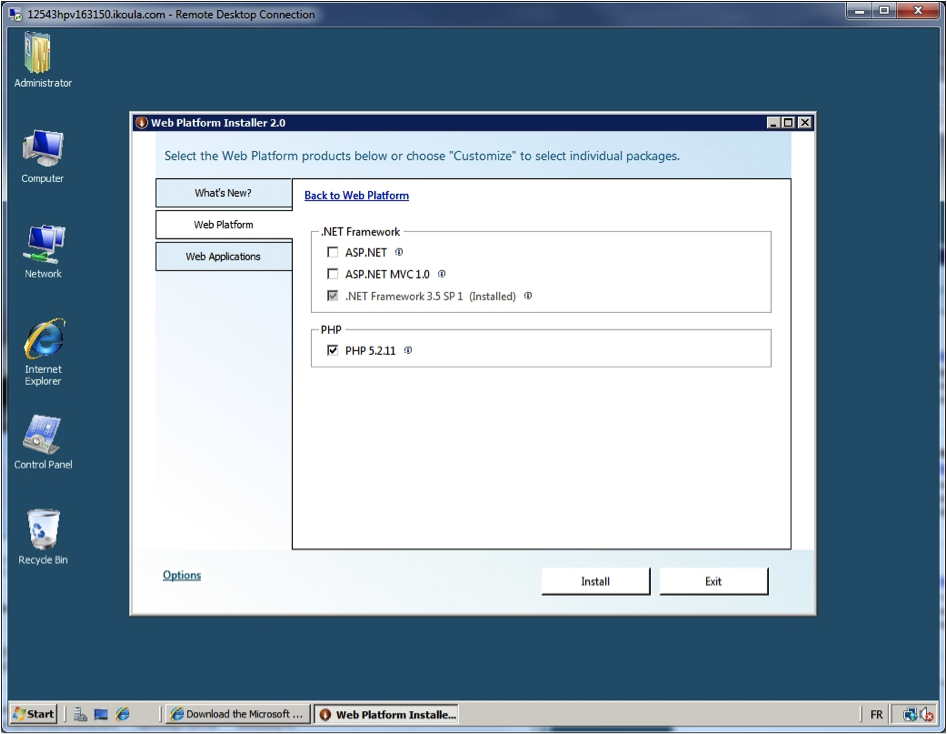 12543hpv163150.ikoula.com - Remote Desktop Connection
Administrator
Computer
Network
Internet
Explorer
Control Panel
Recycle Bin
Web Platform Installer 2.0
Select the Web Platform products below or choose "Customize" to select individual packages.
What's New?
Web Platform
Web Applications
Back to Web Platform
.NET Framework
ASP.NET
ASP.NET MVC 1.0
.NET Framework 3.5 SP 1 (Installed)
PHP
PHP 5.2.11
Options
Install
Exit
Start
Download the Microsoft ...
Web Platform Installe...
FR